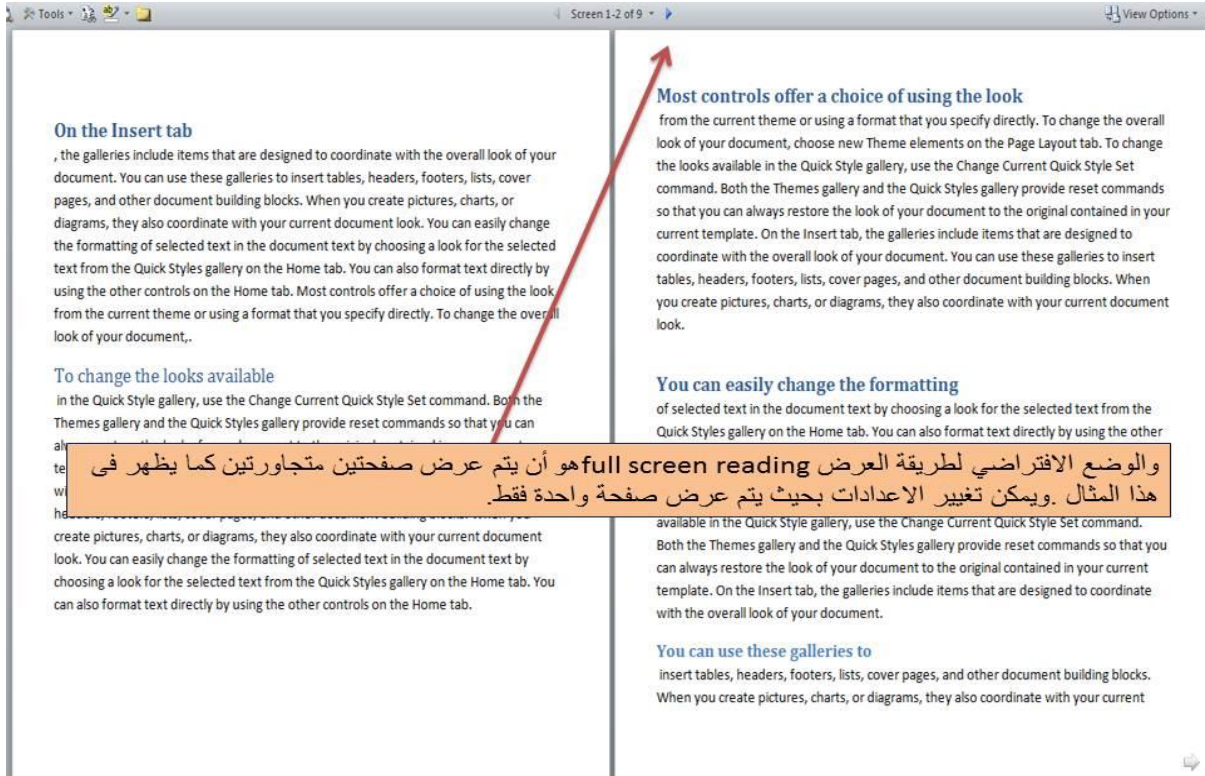 Tools
Screen 1-2 of 9
View Options
On the Insert tab
, the galleries include items that are designed to coordinate with the overall look of your
document. You can use these galleries to insert tables, headers, footers, lists, cover
pages, and other document building blocks. When you create pictures, charts, or
diagrams, they also coordinate with your current document look. You can easily change
the formatting of selected text in the document text by choosing a look for the selected
text from the Quick Styles gallery on the Home tab. You can also format text directly by
using the other controls on the Home tab. Most controls offer a choice of using the look
from the current theme or using a format that you specify directly. To change the overall
look of your document,.
To change the looks available
in the Quick Style gallery, use the Change Current Quick Style Set command. Both the
Themes gallery and the Quick Styles gallery provide reset commands so that you can
والوضع الافتراضي لطريقة العرض full screen reading هو أن يتم عرض صفحتين متجاورتين كما يظهر فى
هذا المثال .ويمكن تغيير الاعدادات بحيث يتم عرض صفحة واحدة فقط.
create pictures, charts, or diagrams, they also coordinate with your current document
look. You can easily change the formatting of selected text in the document text by
choosing a look for the selected text from the Quick Styles gallery on the Home tab. You
can also format text directly by using the other controls on the Home tab.
Most controls offer a choice of using the look
from the current theme or using a format that you specify directly. To change the overall
look of your document, choose new Theme elements on the Page Layout tab. To change
the looks available in the Quick Style gallery, use the Change Current Quick Style Set
command. Both the Themes gallery and the Quick Styles gallery provide reset commands
so that you can always restore the look of your document to the original contained in your
current template. On the Insert tab, the galleries include items that are designed to
coordinate with the overall look of your document. You can use these galleries to insert
tables, headers, footers, lists, cover pages, and other document building blocks. When
you create pictures, charts, or diagrams, they also coordinate with your current document
look.
You can easily change the formatting
of selected text in the document text by choosing a look for the selected text from the
Quick Styles gallery on the Home tab. You can also format text directly by using the other
available in the Quick Style gallery, use the Change Current Quick Style Set command.
Both the Themes gallery and the Quick Styles gallery provide reset commands so that you
can always restore the look of your document to the original contained in your current
template. On the Insert tab, the galleries include items that are designed to coordinate
with the overall look of your document.
You can use these galleries to
insert tables, headers, footers, lists, cover pages, and other document building blocks.
When you create pictures, charts, or diagrams, they also coordinate with your current